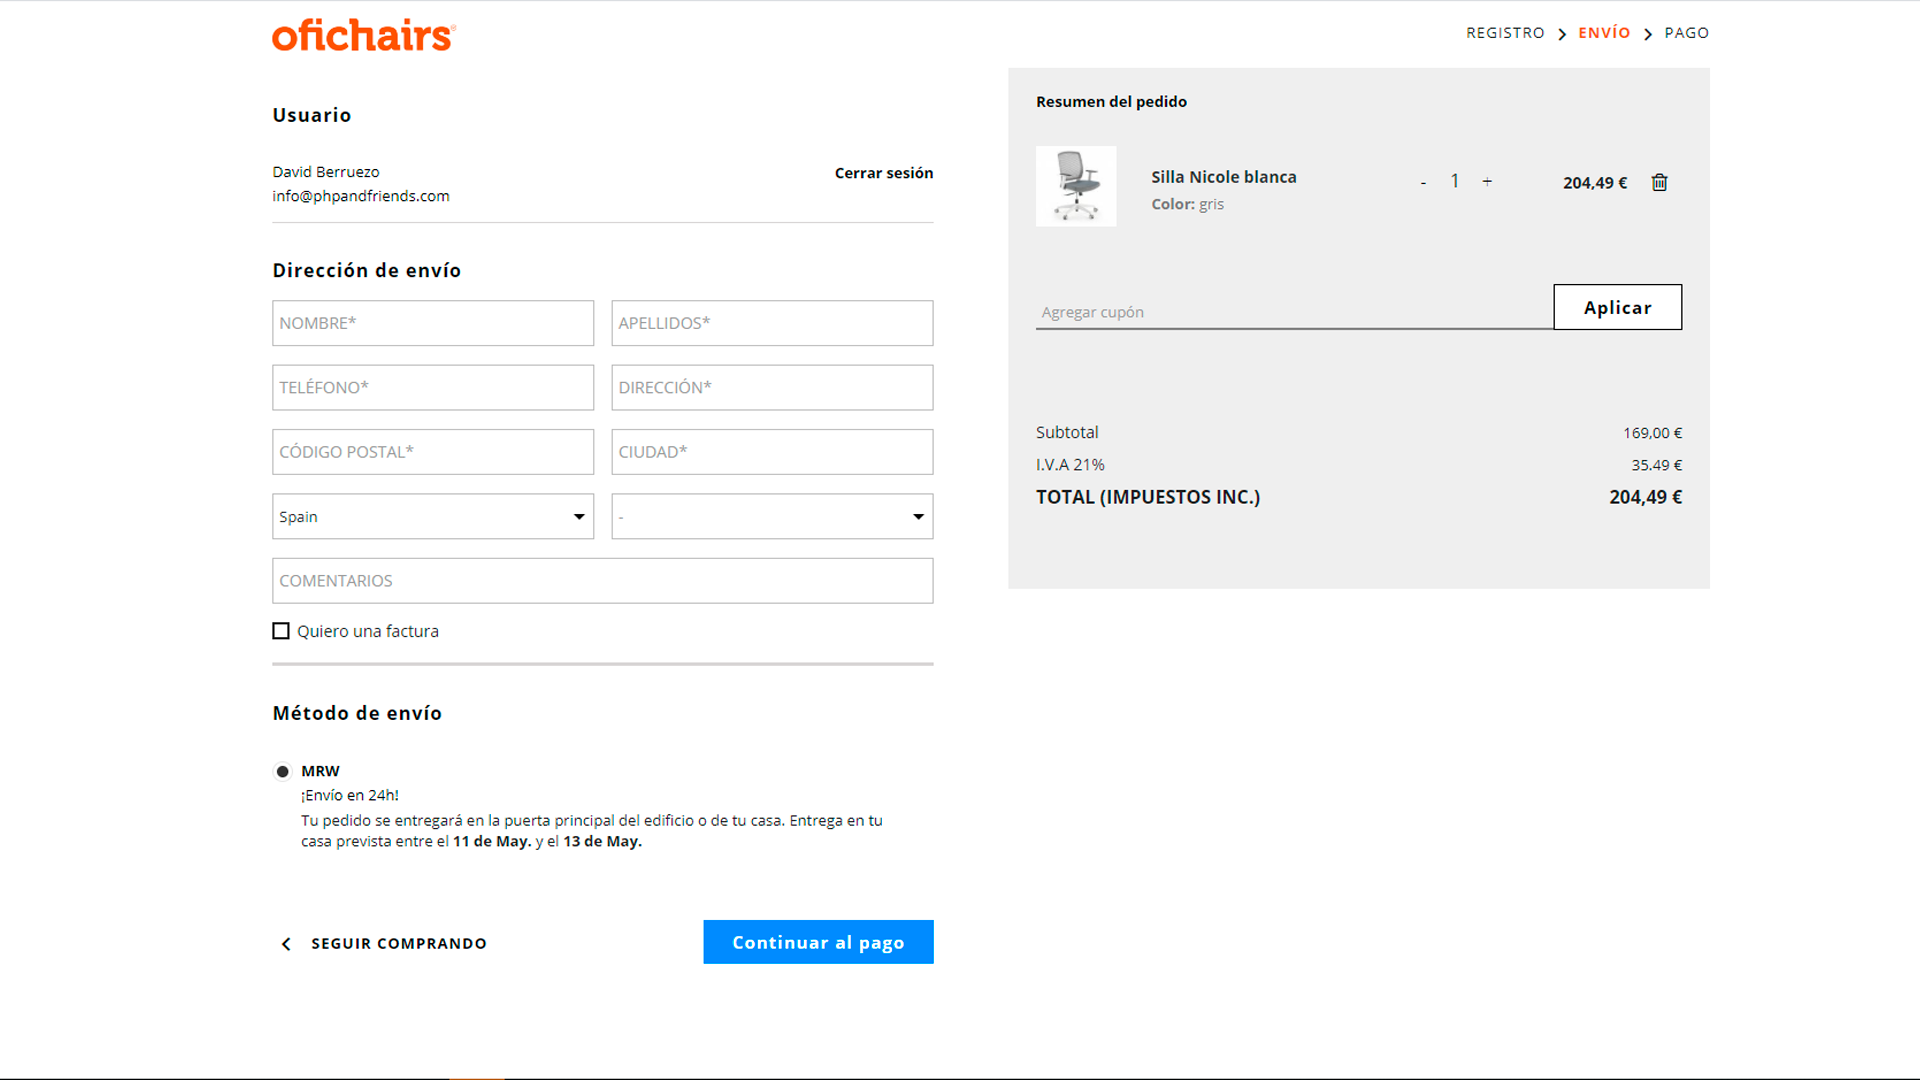 ofichairs®
REGISTRO > ENVÍO > PAGO
Usuario
David Berruezo
info@phpandfriends.com
Cerrar sesión
Dirección de envío
NOMBRE*
APELLIDOS*
TELÉFONO*
DIRECCIÓN*
CÓDIGO POSTAL*
CIUDAD*
Spain
-
COMENTARIOS
Quiero una factura
Método de envío
MRW
¡Envío en 24h!
Tu pedido se entregará en la puerta principal del edificio o de tu casa. Entrega en tu
casa prevista entre el 11 de May. y el 13 de May.
SEGUIR COMPRANDO
Continuar al pago
Resumen del pedido
Silla Nicole blanca
Color: gris
- 1 +
204,49 €
Agregar cupón
Aplicar
Subtotal 169,00 €
I.V.A 21% 35.49 €
TOTAL (IMPUESTOS INC.) 204,49 €